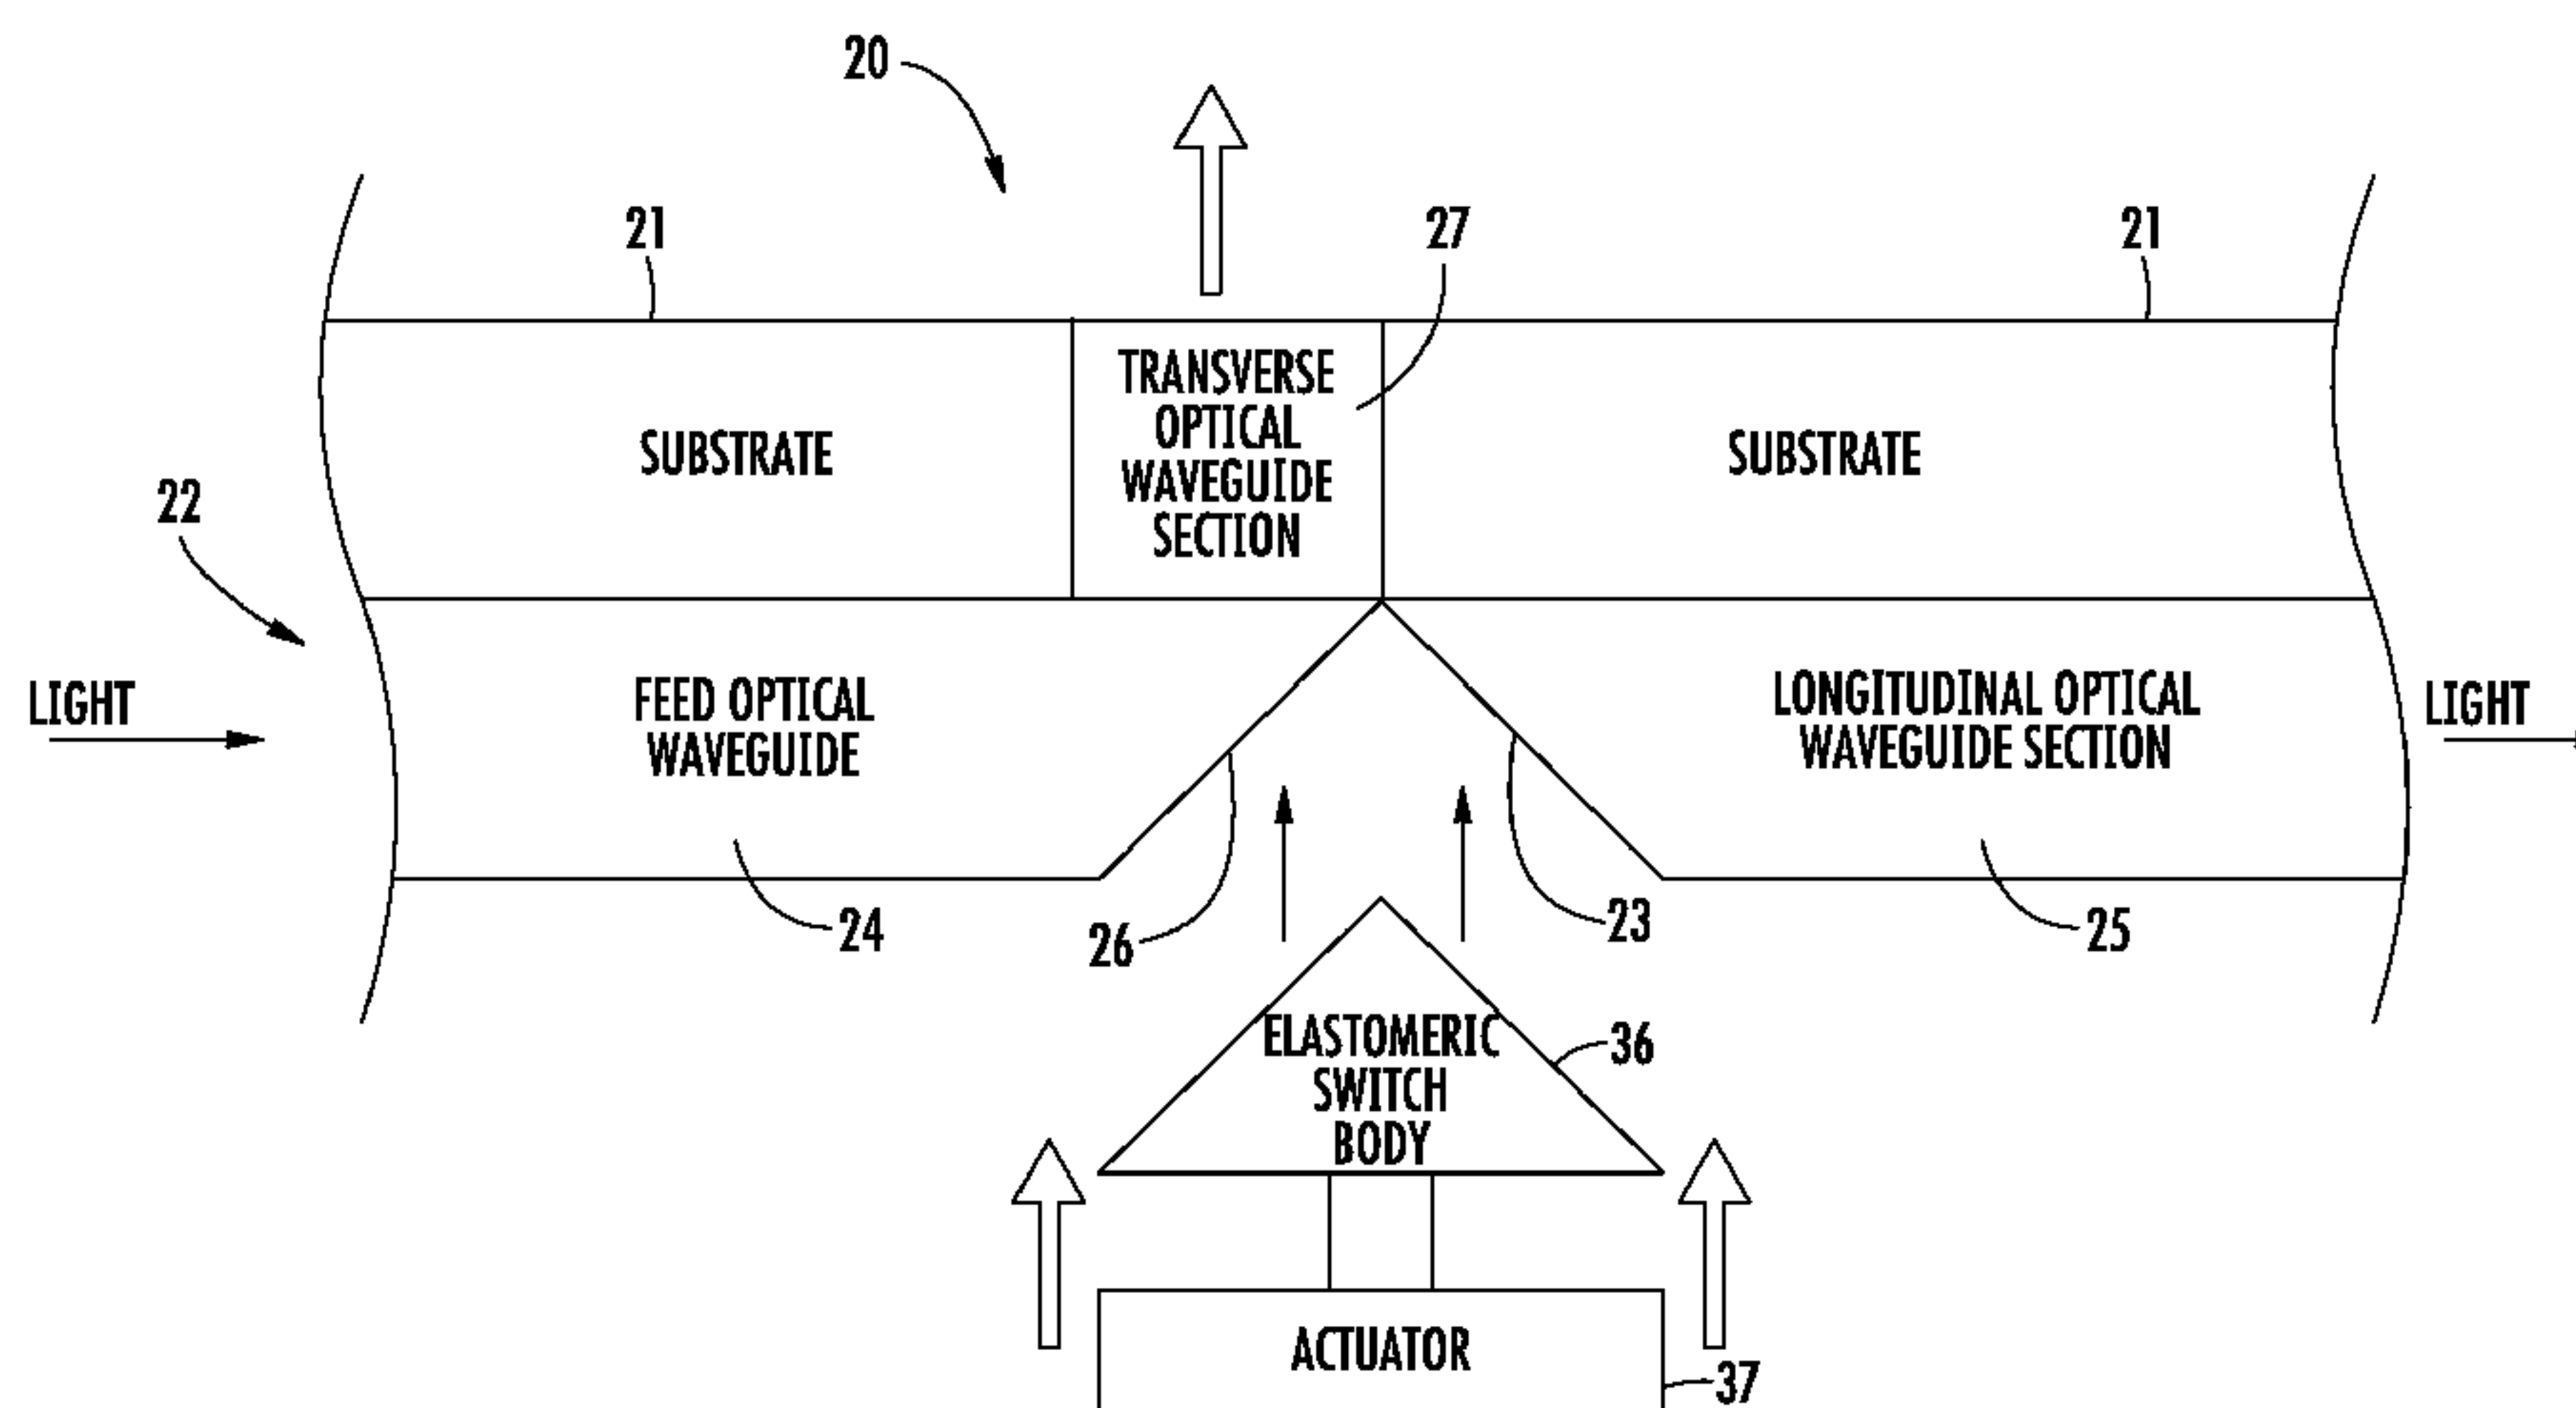 20
21
27
21
TRANSVERSE
OPTICAL
WAVEGUIDE
SECTION
SUBSTRATE
SUBSTRATE
22
LIGHT
FEED OPTICAL
WAVEGUIDE
LONGITUDINAL OPTICAL
WAVEGUIDE SECTION
LIGHT
24
26
23
25
ELASTOMERIC
SWITCH
BODY
36
ACTUATOR
37